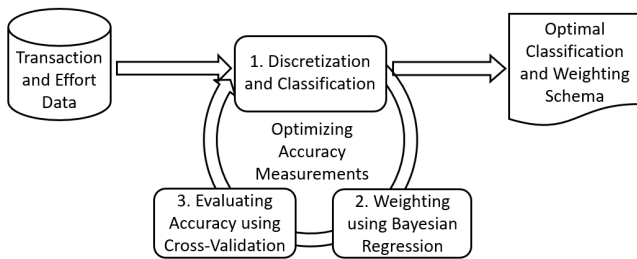 Transaction
and Effort
Data
1. Discretization
and Classification
Optimal
Classification
and Weighting
Schema
Optimizing
Accuracy
Measurements
3. Evaluating
Accuracy using
Cross-Validation
2. Weighting
using Bayesian
Regression